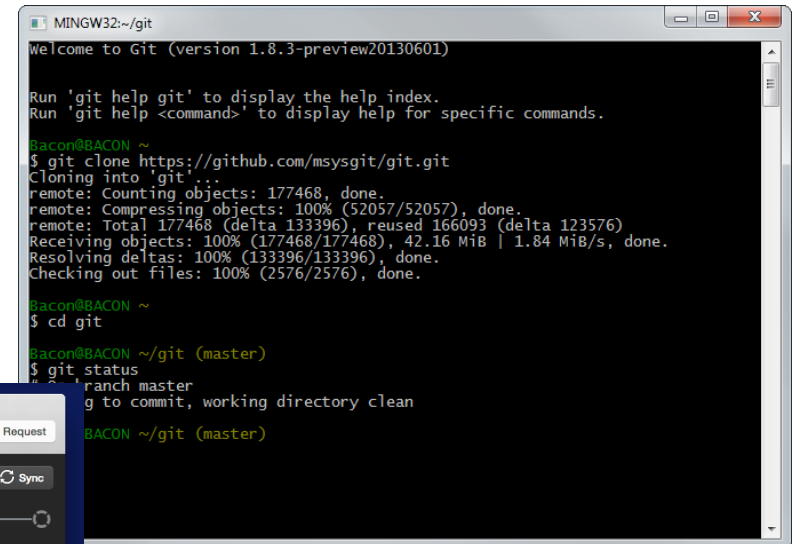 MINGW32:~/git
Welcome to Git (version 1.8.3-preview20130601)
Run 'git help git' to display the help index.
Run 'git help <command>' to display help for specific commands.
Bacon@BACON ~
$ git clone https://github.com/msysgit/git.git
Cloning into 'git'...
remote: Counting objects: 177468, done.
remote: Compressing objects: 100% (52057/52057), done.
remote: Total 177468 (delta 133396), reused 166093 (delta 123576)
Receiving objects: 100% (177468/177468), 42.16 MiB | 1.84 MiB/s, done.
Resolving deltas: 100% (133396/133396), done.
Checking out files: 100% (2576/2576), done.
Bacon@BACON ~
$ cd git
Bacon@BACON ~/git (master)
$ git status
branch master
to commit, working directory clean
BACON ~/git (master)
Request
Sync